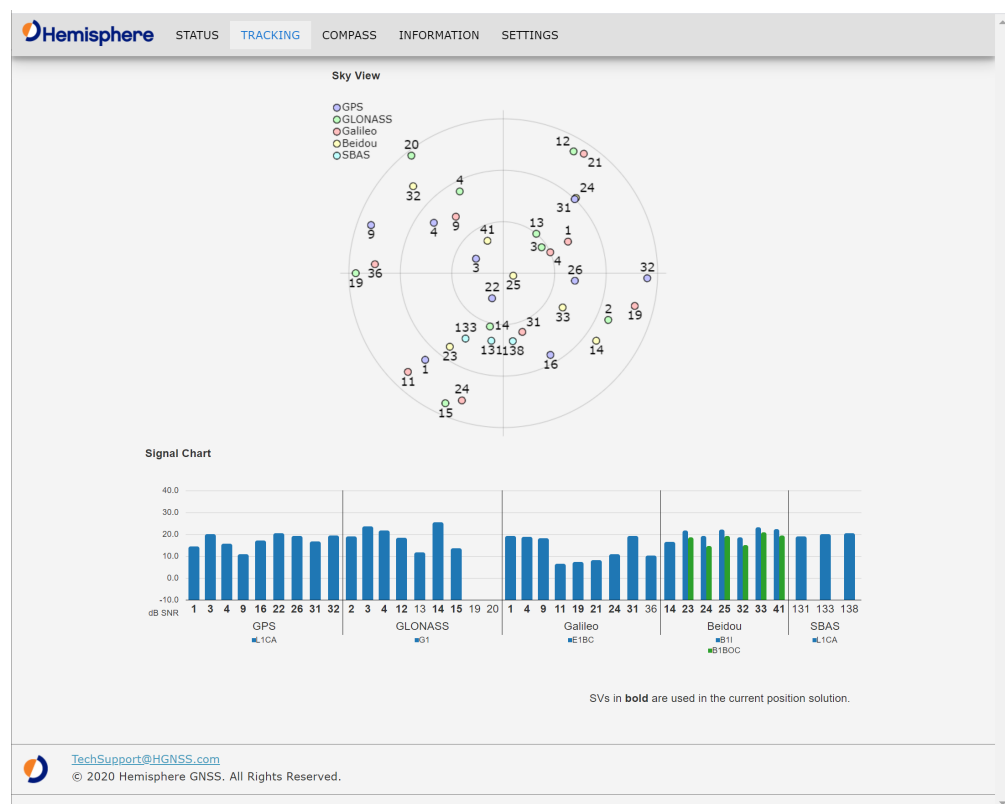 Hemisphere STATUS TRACKING COMPASS INFORMATION SETTINGS
Sky View
GPS
GLONASS
Galileo
Beidou
SBAS
20
12
21
4
24
32
31
9
4
9
41
13
1
3
4
3
26
32
19
36
25
22
2
19
33
133
14
31
14
23
131
138
16
1
11
24
15
Signal Chart
40.0
30.0
20.0
10.0
0.0
-10.0
dB SNR 1 3 4 9 16 22 26 31 32 2 3 4 12 13 14 15 19 20 1 4 9 11 19 21 24 31 36 14 23 24 25 32 33 41 131 133 138
GPS GLONASS Galileo Beidou SBAS
L1CA G1 E1BC B1I L1CA
B1BOC
SVs in bold are used in the current position solution.
TechSupport@HGNSS.com
© 2020 Hemisphere GNSS. All Rights Reserved.